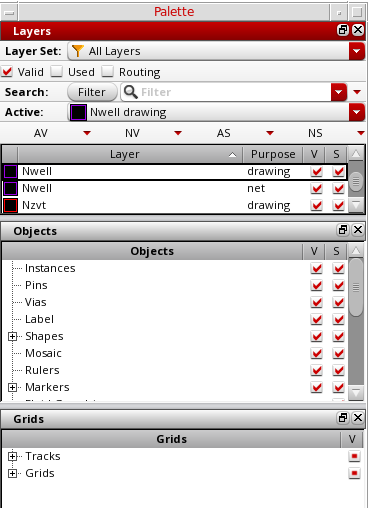 Palette
Layers
Layer Set: All Layers
Valid Used Routing
Search: Filter Filter
Active: Nwell drawing
AV NV AS NS
Layer Purpose V S
Nwell drawing
Nwell net
Nzvt drawing
Objects
Objects V S
Instances
Pins
Vias
Label
Shapes
Mosaic
Rulers
Markers
Grids
Grids V
Tracks
Grids